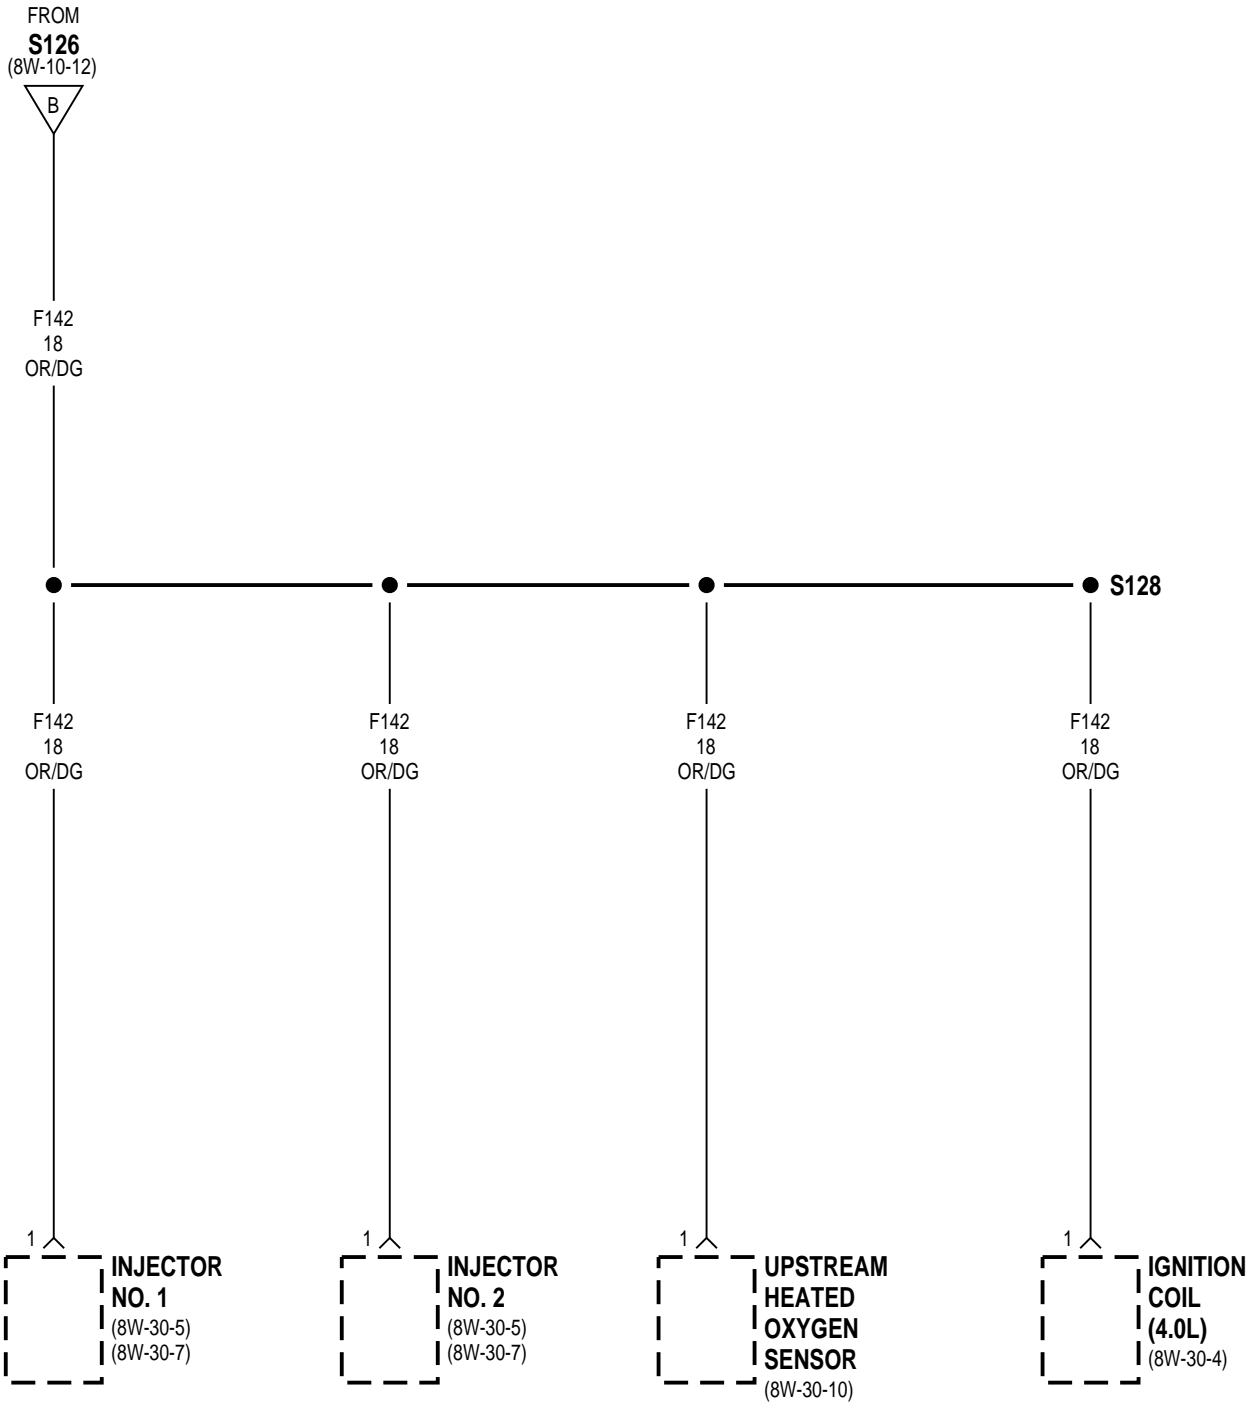 FROM
S126
(8W-10-12)
B
F142
18
OR/DG
S128
F142
18
OR/DG
F142
18
OR/DG
F142
18
OR/DG
F142
18
OR/DG
1
INJECTOR
NO. 1
(8W-30-5)
(8W-30-7)
1
INJECTOR
NO. 2
(8W-30-5)
(8W-30-7)
1
UPSTREAM
HEATED
OXYGEN
SENSOR
(8W-30-10)
1
IGNITION
COIL
(4.0L)
(8W-30-4)